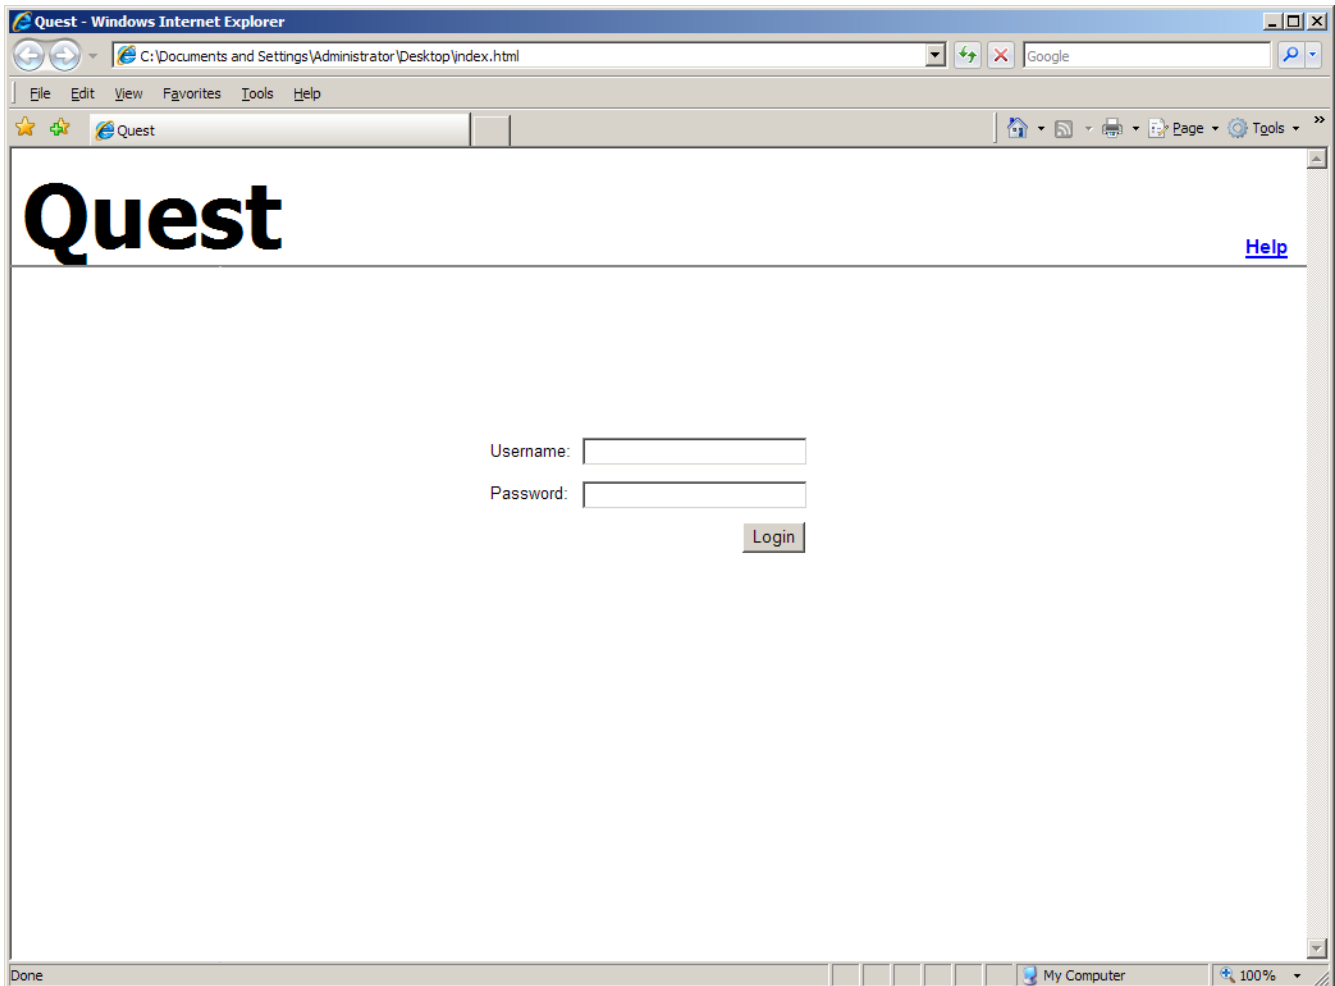 Quest - Windows Internet Explorer
C:\Documents and Settings\Administrator\Desktop\index.html
Google
File Edit View Favorites Tools Help
Quest
Page Tools »
Quest
Help
Username:
Password:
Login
Done
My Computer
100%